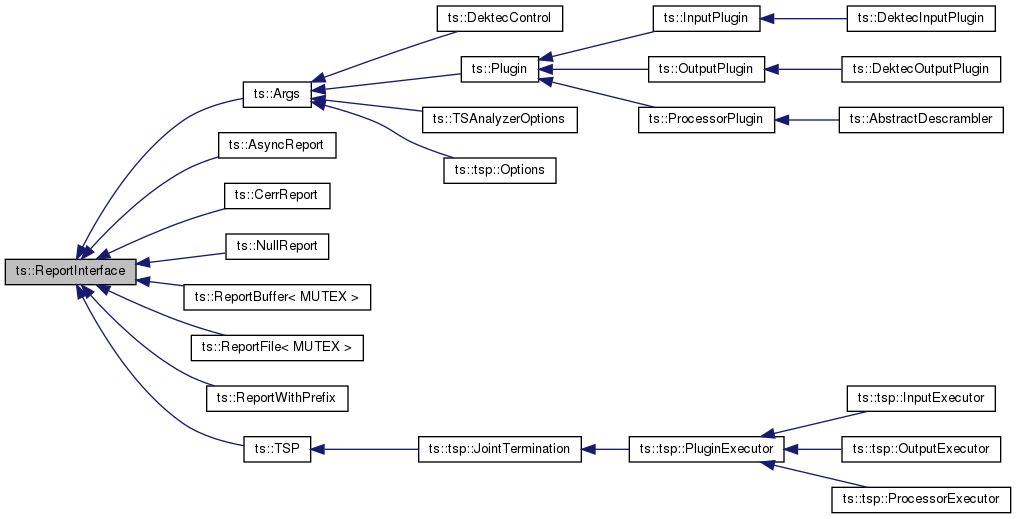 ts::DektecControl
ts::InputPlugin
ts::DektecInputPlugin
ts::Plugin
ts::OutputPlugin
ts::DektecOutputPlugin
ts::Args
ts::TSAnalyzerOptions
ts::ProcessorPlugin
ts::AbstractDescrambler
ts::AsyncReport
ts::tsp::Options
ts::CerrReport
ts::NullReport
ts::ReportInterface
ts::ReportBuffer< MUTEX >
ts::ReportFile< MUTEX >
ts::ReportWithPrefix
ts::tsp::InputExecutor
ts::TSP
ts::tsp::JointTermination
ts::tsp::PluginExecutor
ts::tsp::OutputExecutor
ts::tsp::ProcessorExecutor